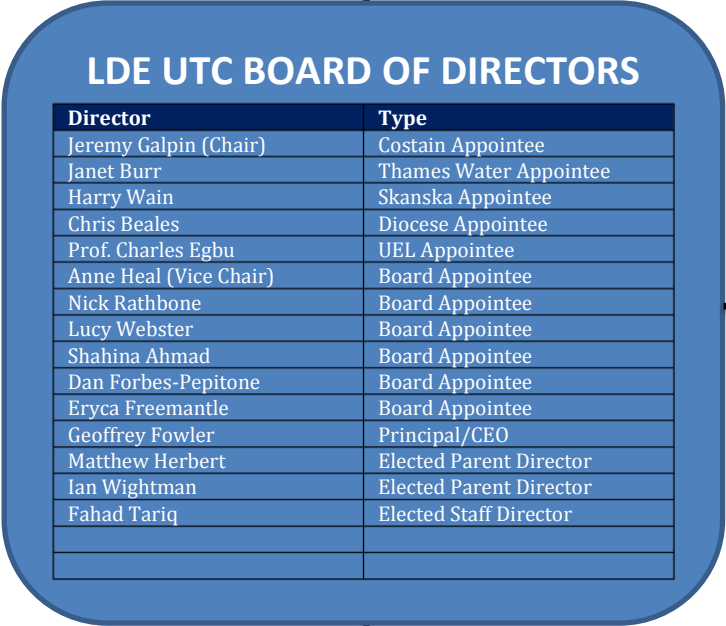 LDE UTC BOARD OF DIRECTORS
Director Type
Jeremy Galpin (Chair) Costain Appointee
Janet Burr Thames Water Appointee
Harry Wain Skanska Appointee
Chris Beales Diocese Appointee
Prof. Charles Egbu UEL Appointee
Anne Heal (Vice Chair) Board Appointee
Nick Rathbone Board Appointee
Lucy Webster Board Appointee
Shahina Ahmad Board Appointee
Dan Forbes-Pepitone Board Appointee
Eryca Freemantle Board Appointee
Geoffrey Fowler Principal/CEO
Matthew Herbert Elected Parent Director
Ian Wightman Elected Parent Director
Fahad Tariq Elected Staff Director